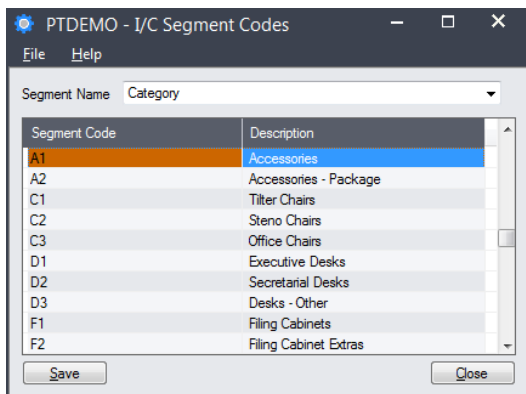 PTDEMO - I/C Segment Codes
File Help
Segment Name Category
Segment Code Description
A1 Accessories
A2 Accessories - Package
C1 Tilter Chairs
C2 Steno Chairs
C3 Office Chairs
D1 Executive Desks
D2 Secretarial Desks
D3 Desks - Other
F1 Filing Cabinets
F2 Filing Cabinet Extras
Save Close